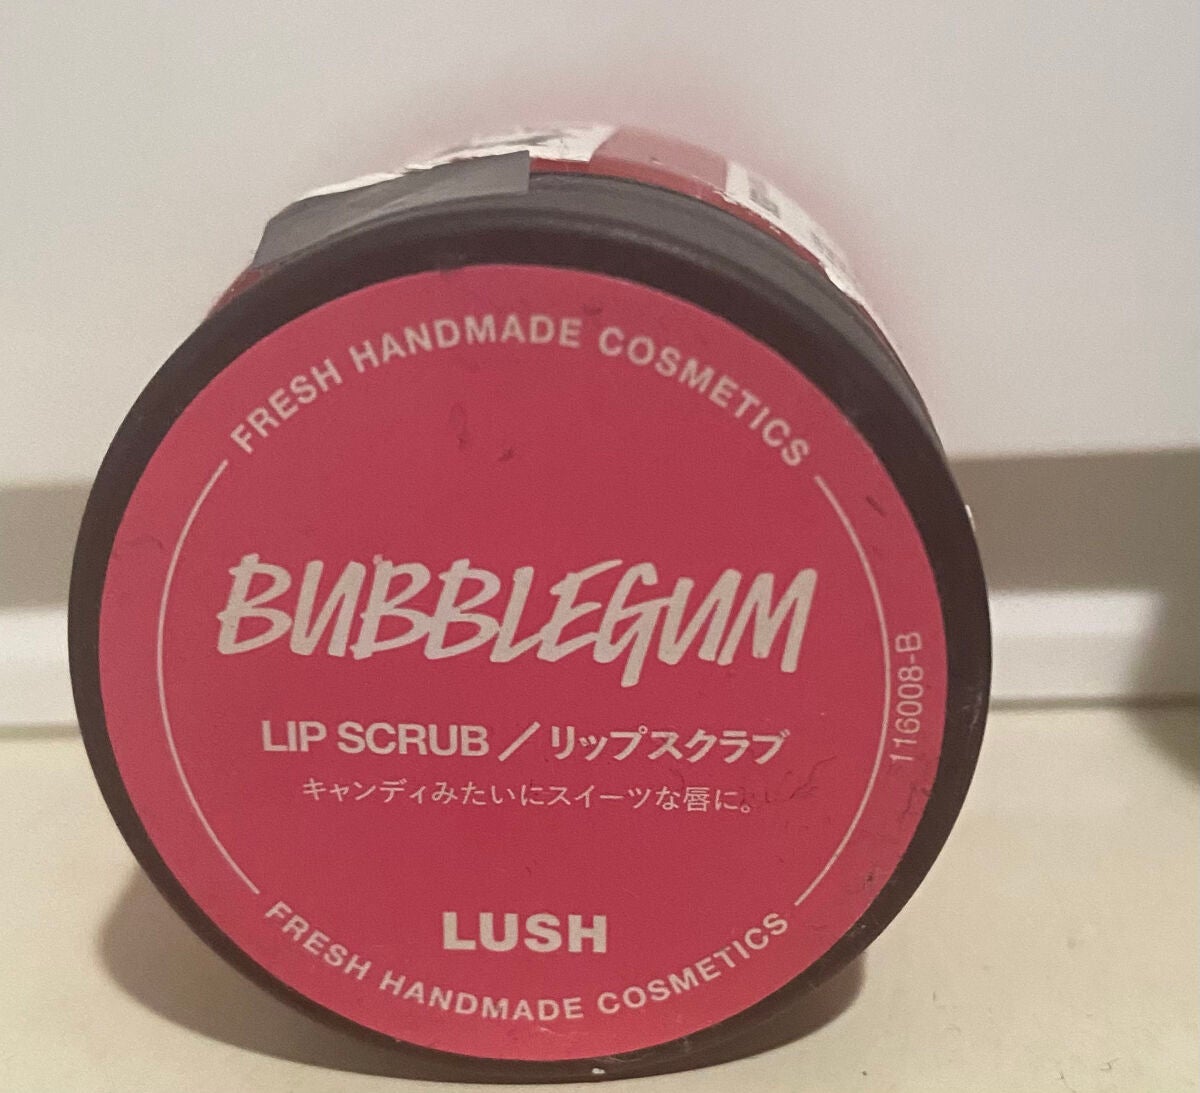 FRESH HANDMADE COSMETICS
BUBBLEGUM
LIP SCRUB／リップスクラブ
キャンディみたいにスイーツな唇に。
116008-B
LUSH
FRESH HANDMADE COSMETICS